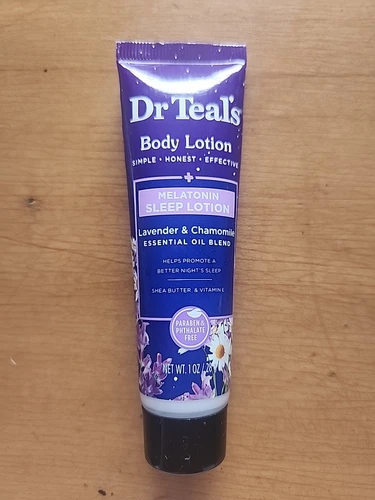 Dr Teal's
Body Lotion
SIMPLE • HONEST • EFFECTIVE
+
MELATONIN
SLEEP LOTION
Lavender & Chamomile
ESSENTIAL OIL BLEND
HELPS PROMOTE A
BETTER NIGHT'S SLEEP
SHEA BUTTER & VITAMIN E
PARABEN &
PHTHALATE
FREE
NET WT. 1 OZ / 28